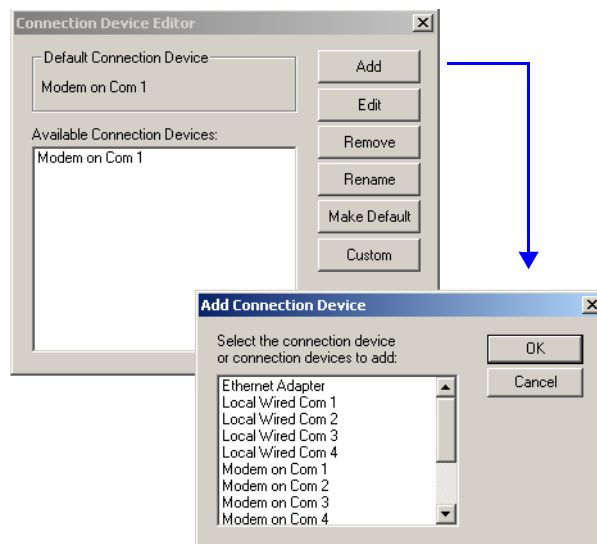 Connection Device Editor
Default Connection Device
Modem on Com 1
Available Connection Devices:
Modem on Com 1
Add
Edit
Remove
Rename
Make Default
Custom
Add Connection Device
Select the connection device
or connection devices to add:
Ethernet Adapter
Local Wired Com 1
Local Wired Com 2
Local Wired Com 3
Local Wired Com 4
Modem on Com 1
Modem on Com 2
Modem on Com 3
Modem on Com 4
OK
Cancel